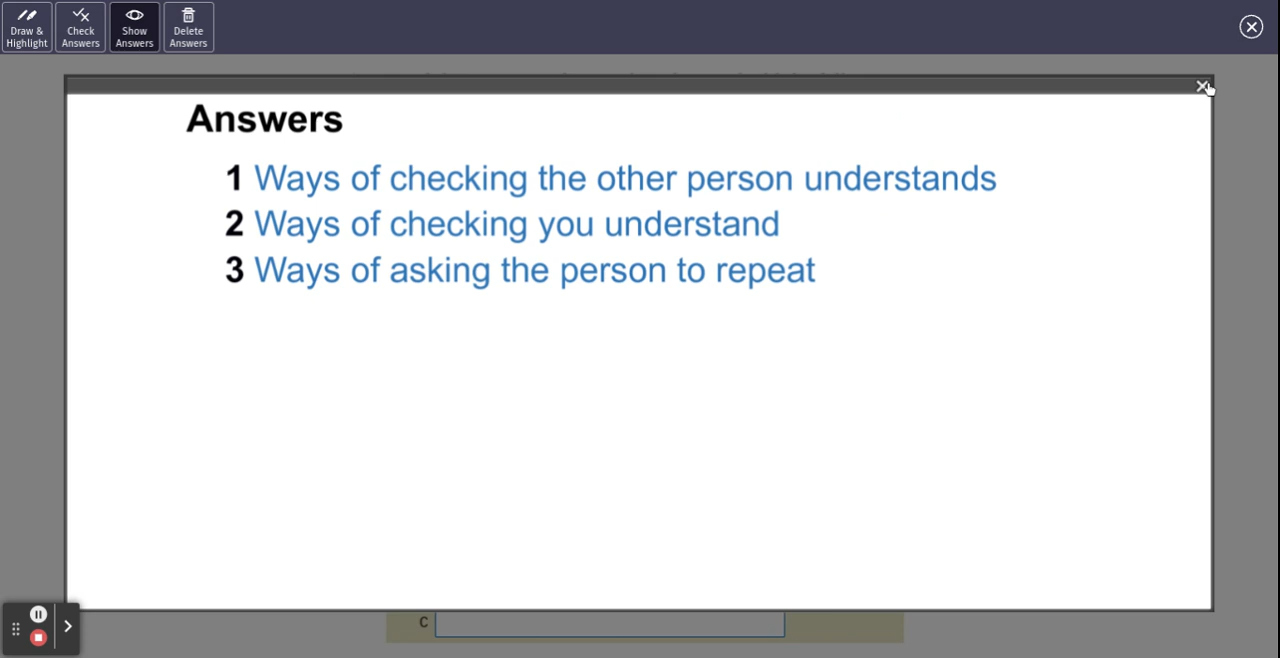 Draw &
Highlight
Check
Answers
Show
Answers
Delete
Answers
Answers
1 Ways of checking the other person understands
2 Ways of checking you understand
3 Ways of asking the person to repeat
C